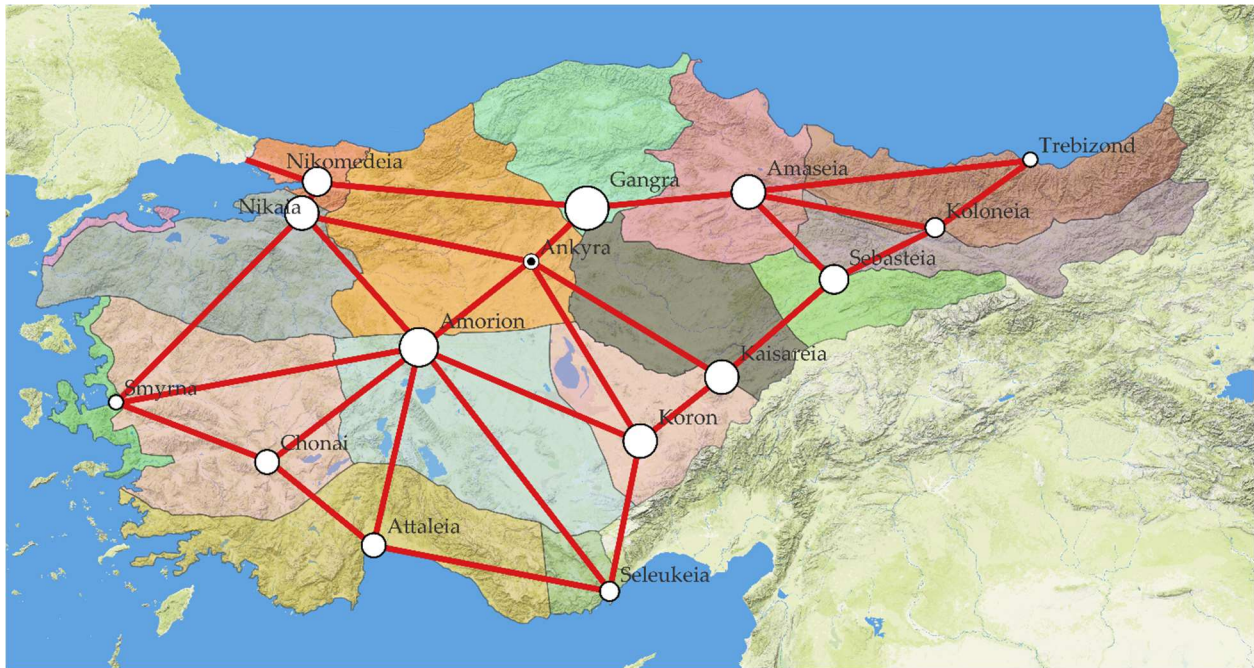 Trebizond
Nikomedeia
Amaseia
Gangra
Nikaia
Koloneia
Ankyra
Sebasteia
Amorion
Kaisareia
Smyrna
Koron
Chonai
Attaleia
Seleukeia